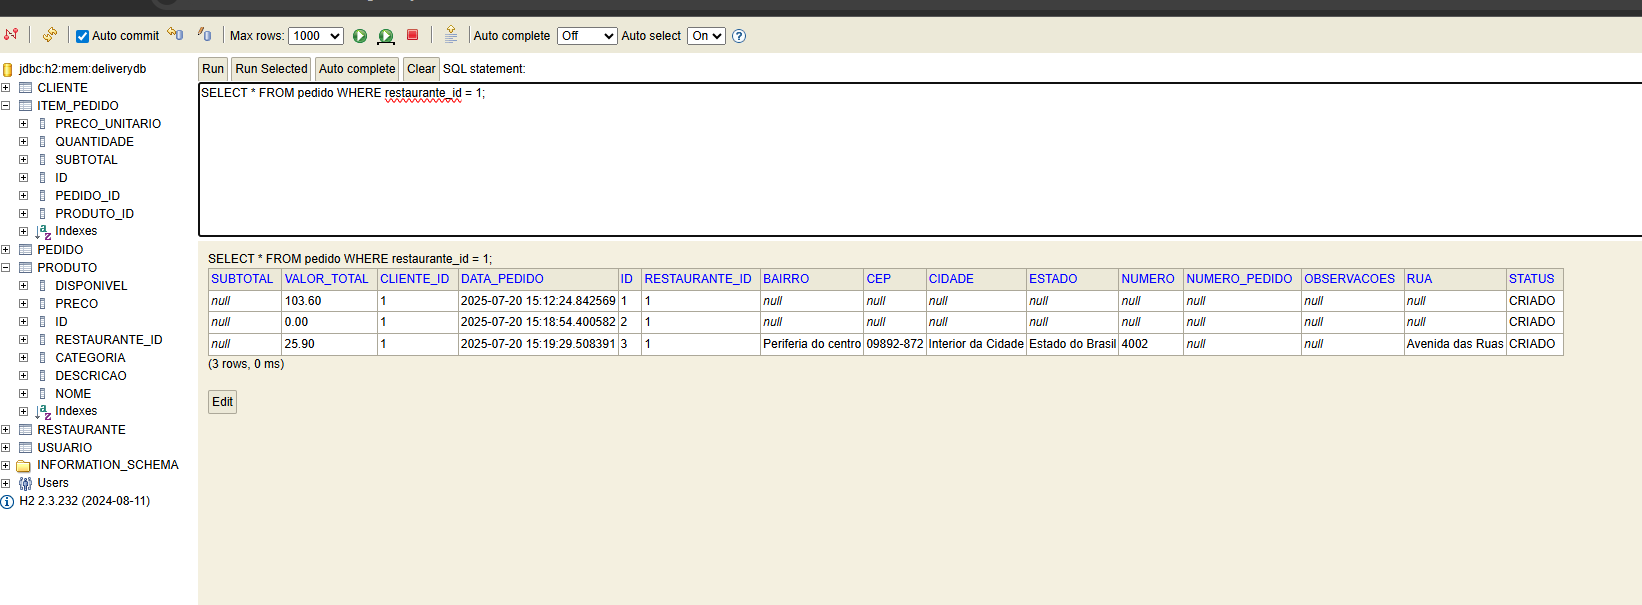 Auto commit Max rows: 1000 Auto complete Off Auto select On ?
jdbc:h2:mem:deliverydb
CLIENTE
ITEM_PEDIDO
PRECO_UNITARIO
QUANTIDADE
SUBTOTAL
ID
PEDIDO_ID
PRODUTO_ID
Indexes
PEDIDO
PRODUTO
DISPONIVEL
PRECO
ID
RESTAURANTE_ID
CATEGORIA
DESCRICAO
NOME
Indexes
RESTAURANTE
USUARIO
INFORMATION_SCHEMA
Users
H2 2.3.232 (2024-08-11)
Run Run Selected Auto complete Clear SQL statement:
SELECT * FROM pedido WHERE restaurante_id = 1;
SELECT * FROM pedido WHERE restaurante_id = 1;
SUBTOTAL VALOR_TOTAL CLIENTE_ID DATA_PEDIDO ID RESTAURANTE_ID BAIRRO CEP CIDADE ESTADO NUMERO NUMERO_PEDIDO OBSERVACOES RUA STATUS
null 103.60 1 2025-07-20 15:12:24.842569 1 1 null null null null null null null null CRIADO
null 0.00 1 2025-07-20 15:18:54.400582 2 1 null null null null null null null null CRIADO
null 25.90 1 2025-07-20 15:19:29.508391 3 1 Periferia do centro 09892-872 Interior da Cidade Estado do Brasil 4002 null null Avenida das Ruas CRIADO
(3 rows, 0 ms)
Edit